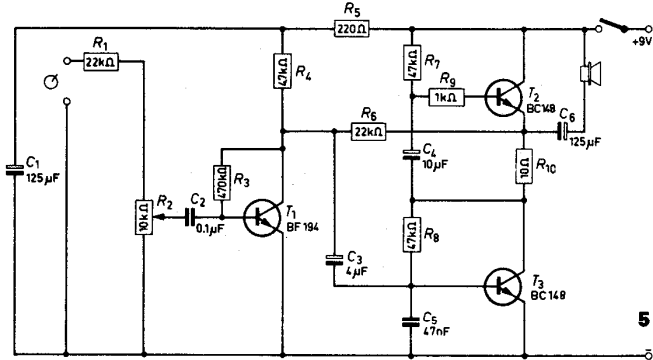 R5
220Ω
+9V
R1
22kΩ
47kΩ
R4
R7
47kΩ
R9
1kΩ
T2
BC148
R6
22kΩ
C6
125µF
C1
125µF
C4
10µF
10Ω
R10
470kΩ
R3
R2
10kΩ
C2
0.1µF
T1
BF194
47kΩ
R8
C3
4µF
T3
BC148
C5
47nF
5
-